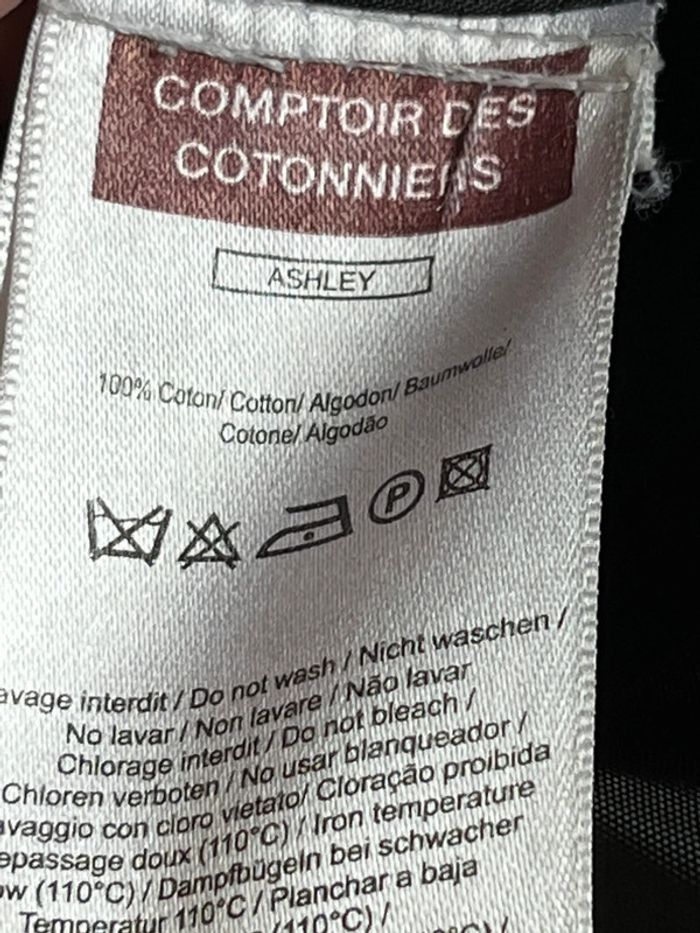 COMPTOIR DES
COTONNIERS
ASHLEY
100% Coton/ Cotton/ Algodon/ Baumwolle/
Cotone/ Algodão
P
avage interdit / Do not wash / Nicht waschen /
No lavar / Non lavare / Não lavar
Chlorage interdit / Do not bleach /
Chloren verboten / No usar blanqueador /
avaggio con cloro vietato/ Cloração proibida
epassage doux (110°C) / Iron temperature
ow (110°C) / Dampfbügeln bei schwacher
Temperatur 110°C / Planchar a baja
(110°C) /